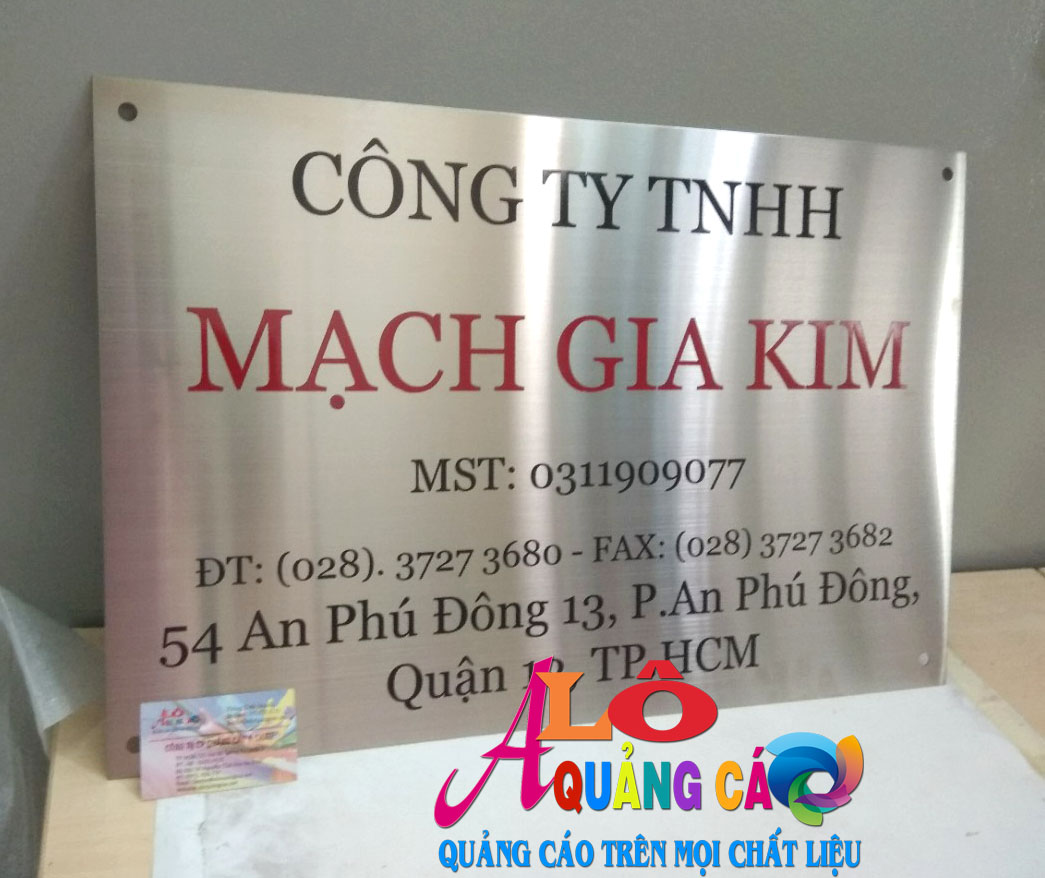 CÔNG TY TNHH
MẠCH GIA KIM
MST: 0311909077
ĐT: (028). 3727 3680 - FAX: (028) 3727 3682
54 An Phú Đông 13, P.An Phú Đông,
Quận TP.HCM
ALÔ
QUẢNG CÁO
QUẢNG CÁO TRÊN MỌI CHẤT LIỆU